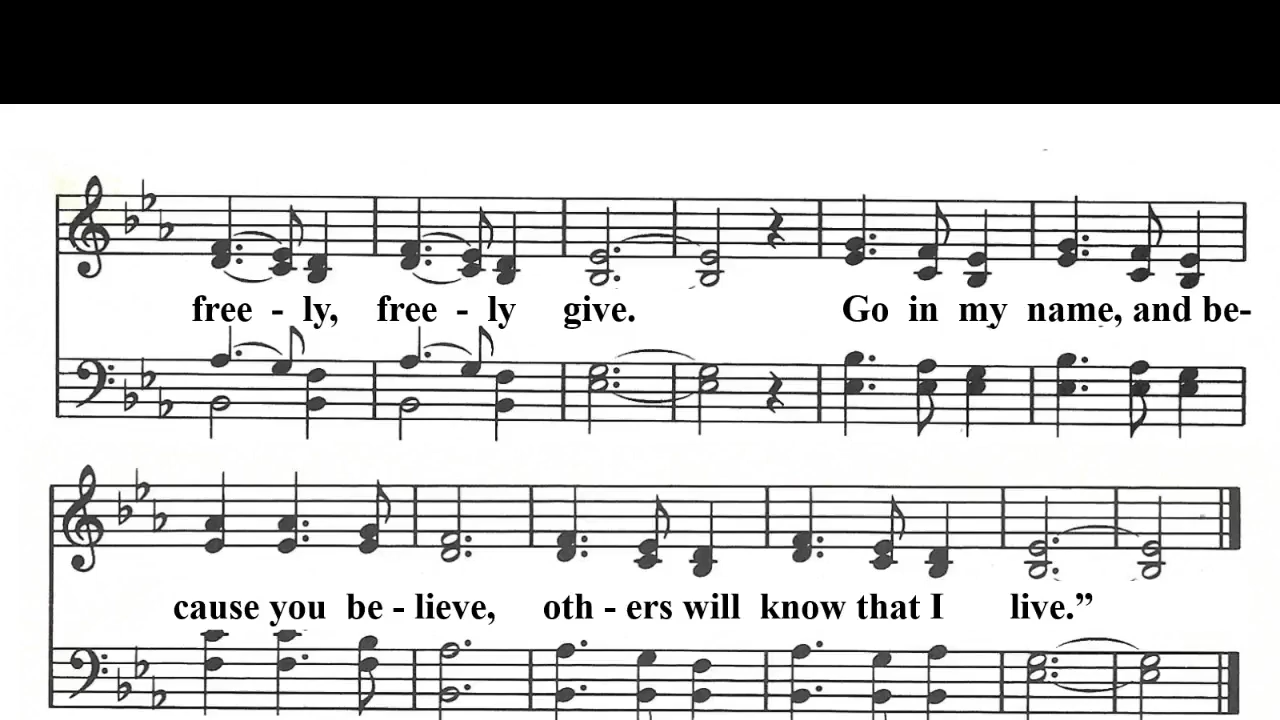 free - ly, free - ly give. Go in my name, and be-
cause you be - lieve, oth - ers will know that I live.”